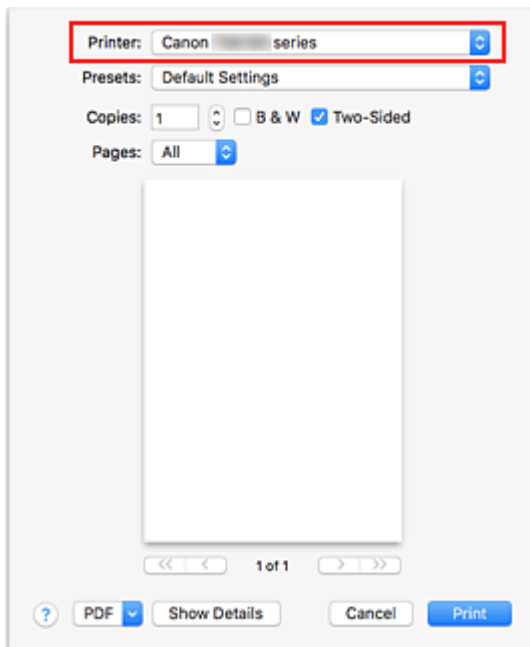 Printer: Canon series
Presets: Default Settings
Copies: 1 B & W Two-Sided
Pages: All
<< < 1 of 1 > >>
? PDF Show Details Cancel Print